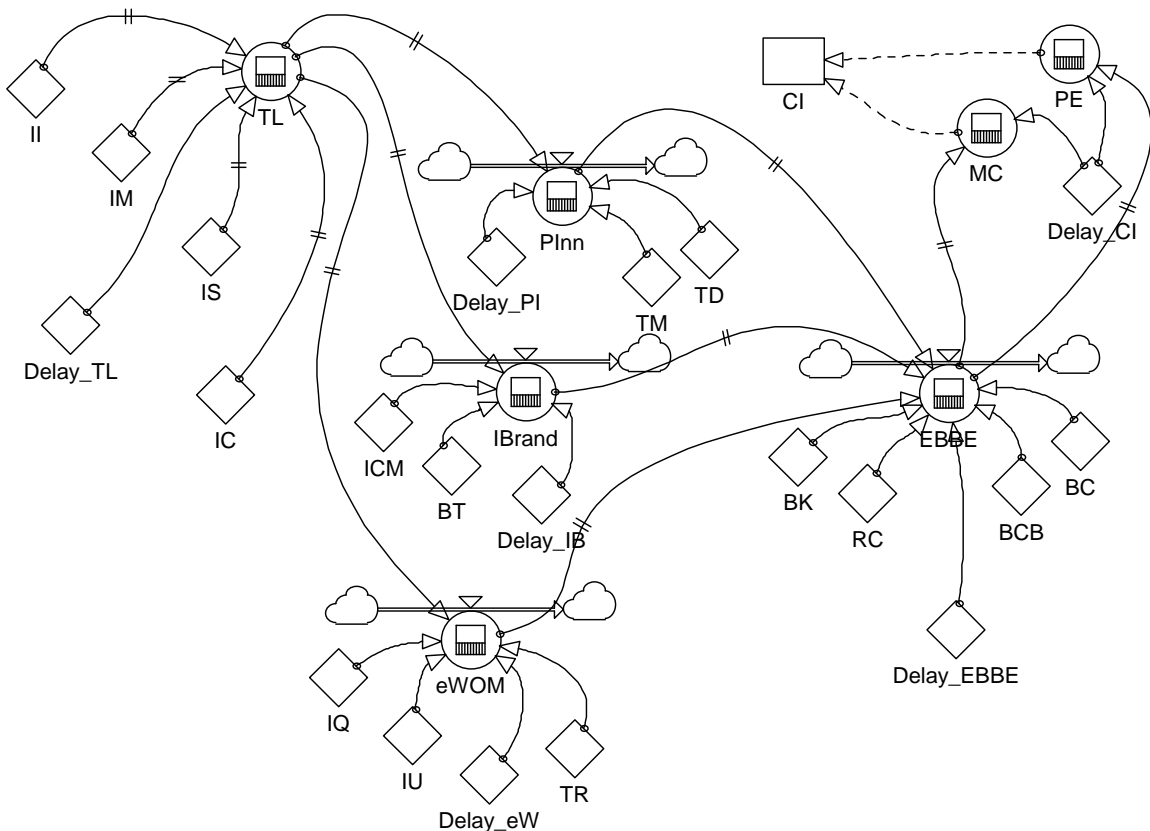 CI
PE
TL
II
IM
MC
PInn
Delay_CI
IS
Delay_PI
TD
TM
Delay_TL
IC
IBrand
EBBE
ICM
BT
BK
BC
Delay_IB
RC
BCB
eWOM
Delay_EBBE
IQ
IU
TR
Delay_eW